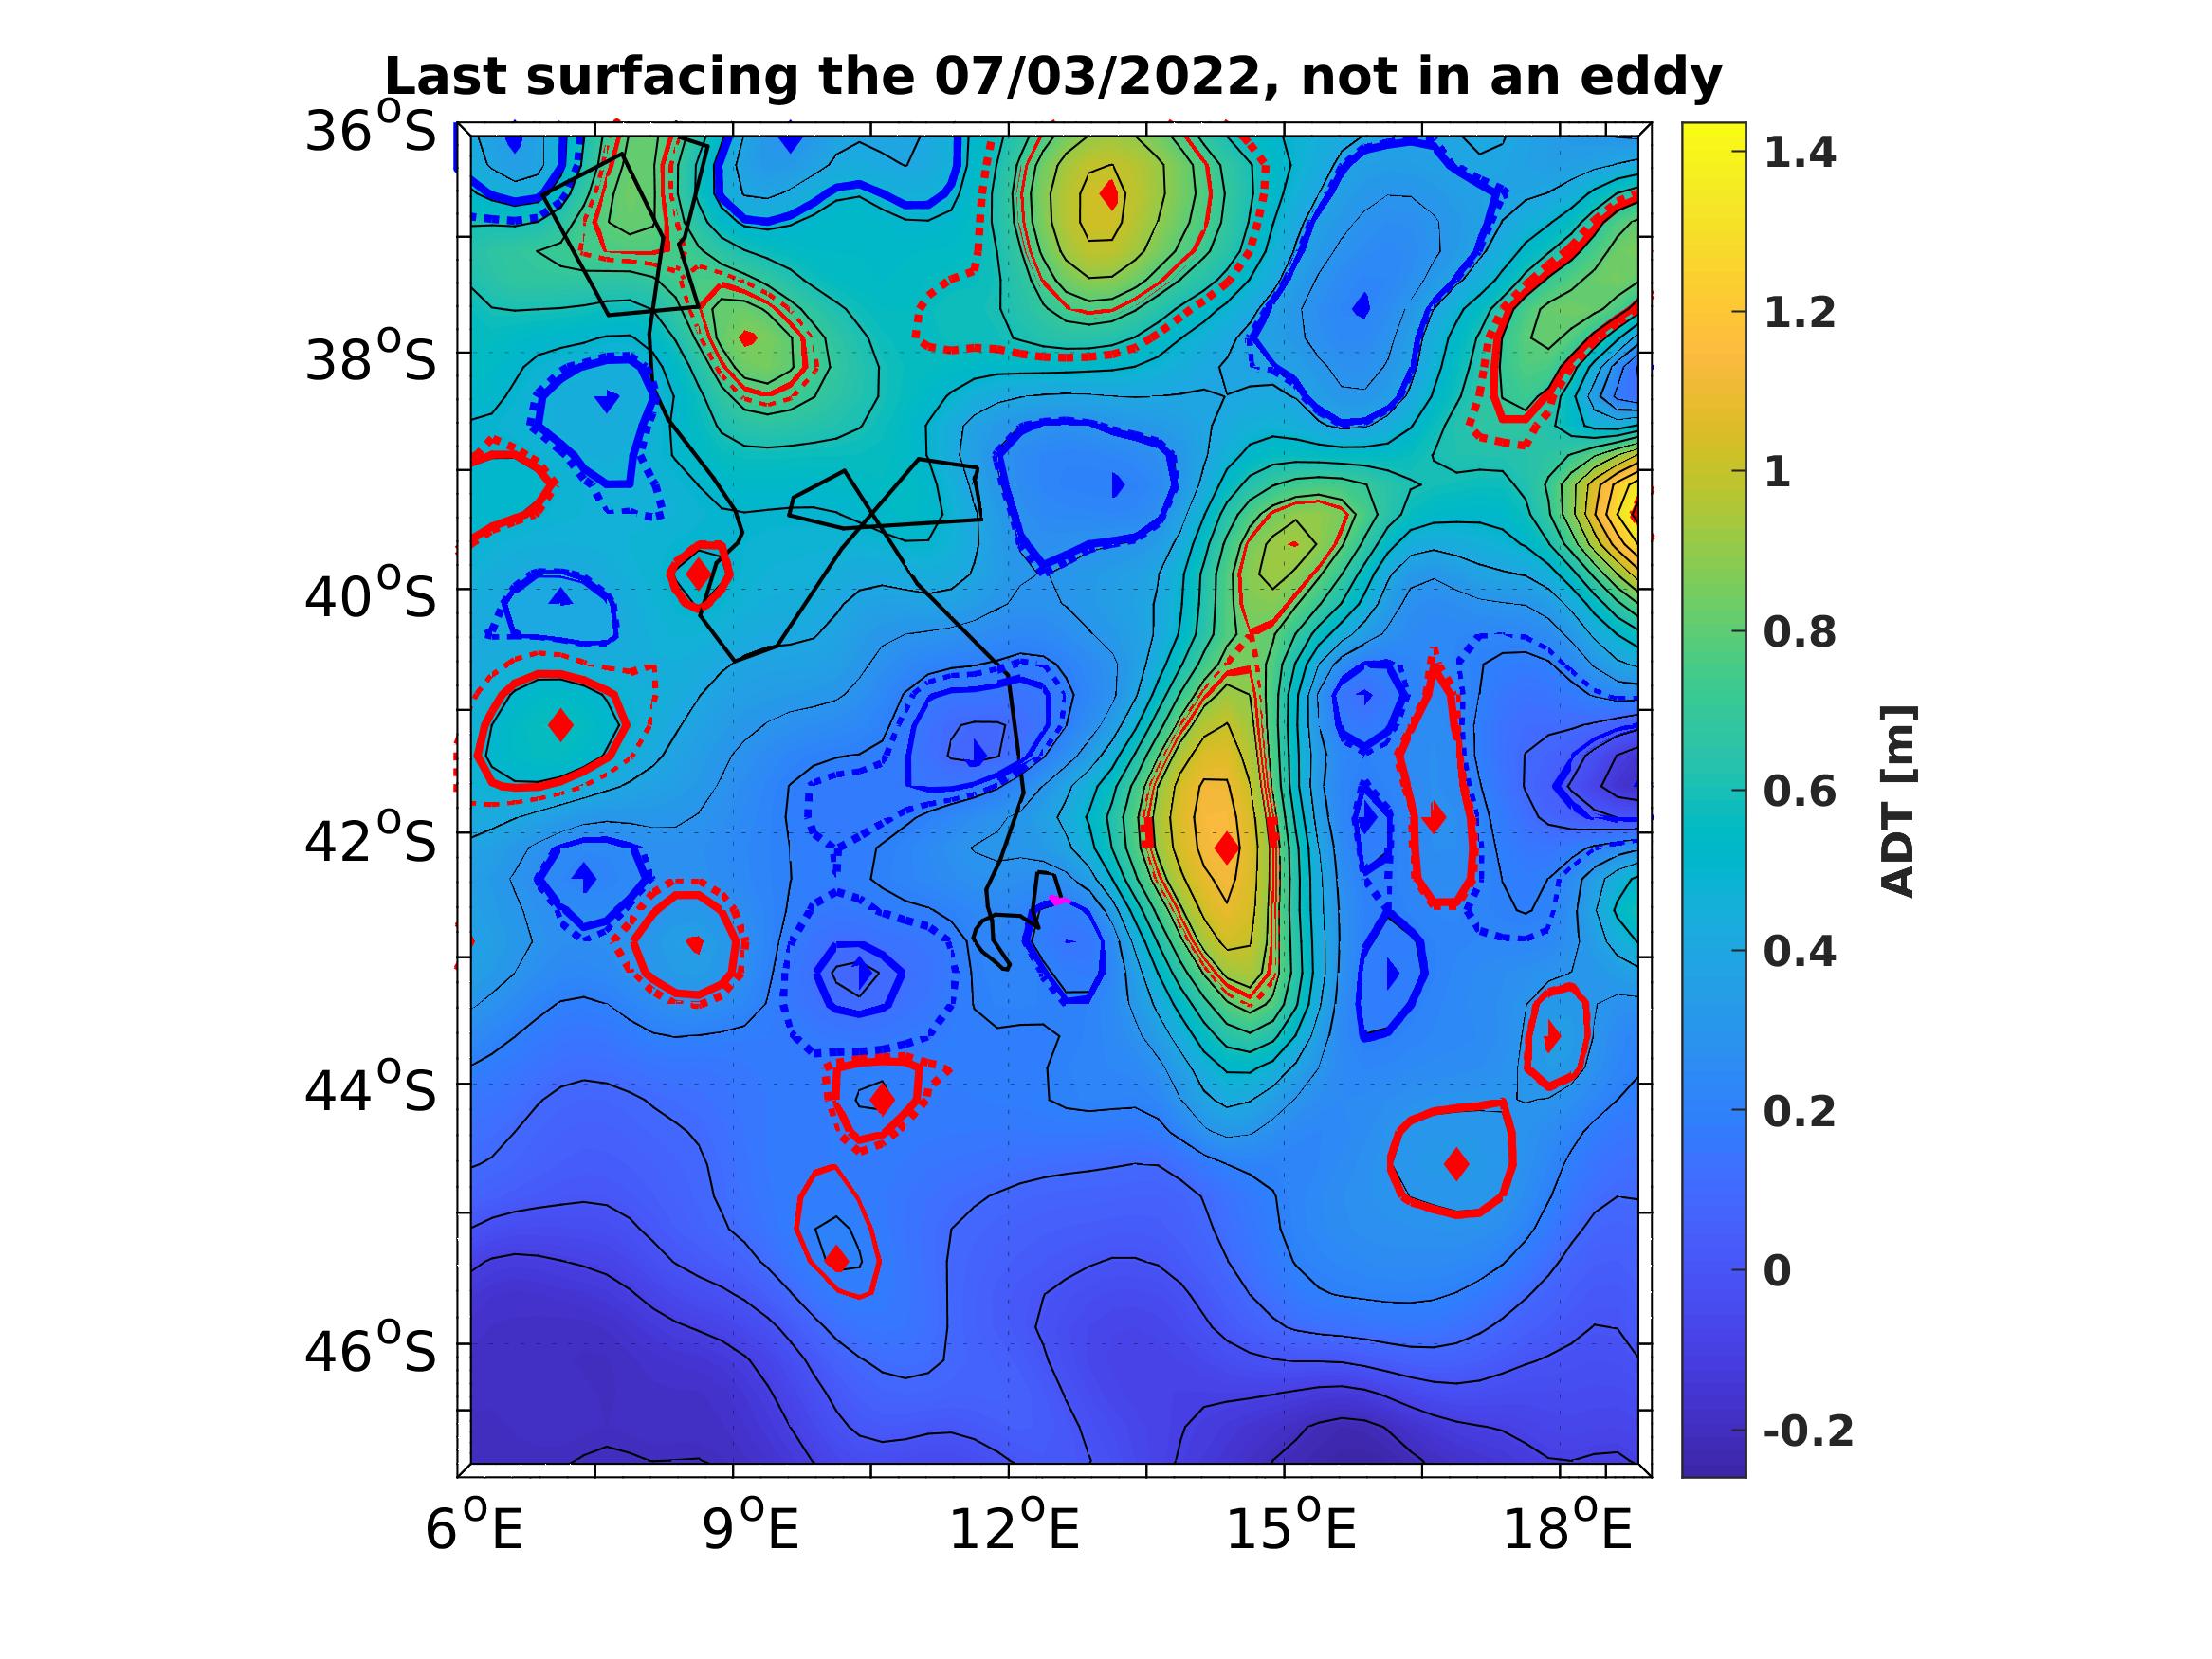 Last surfacing the 07/03/2022, not in an eddy
36°S
38°S
40°S
42°S
44°S
46°S
6°E 9°E 12°E 15°E 18°E
1.4
1.2
1
0.8
0.6
0.4
0.2
0
-0.2
ADT [m]